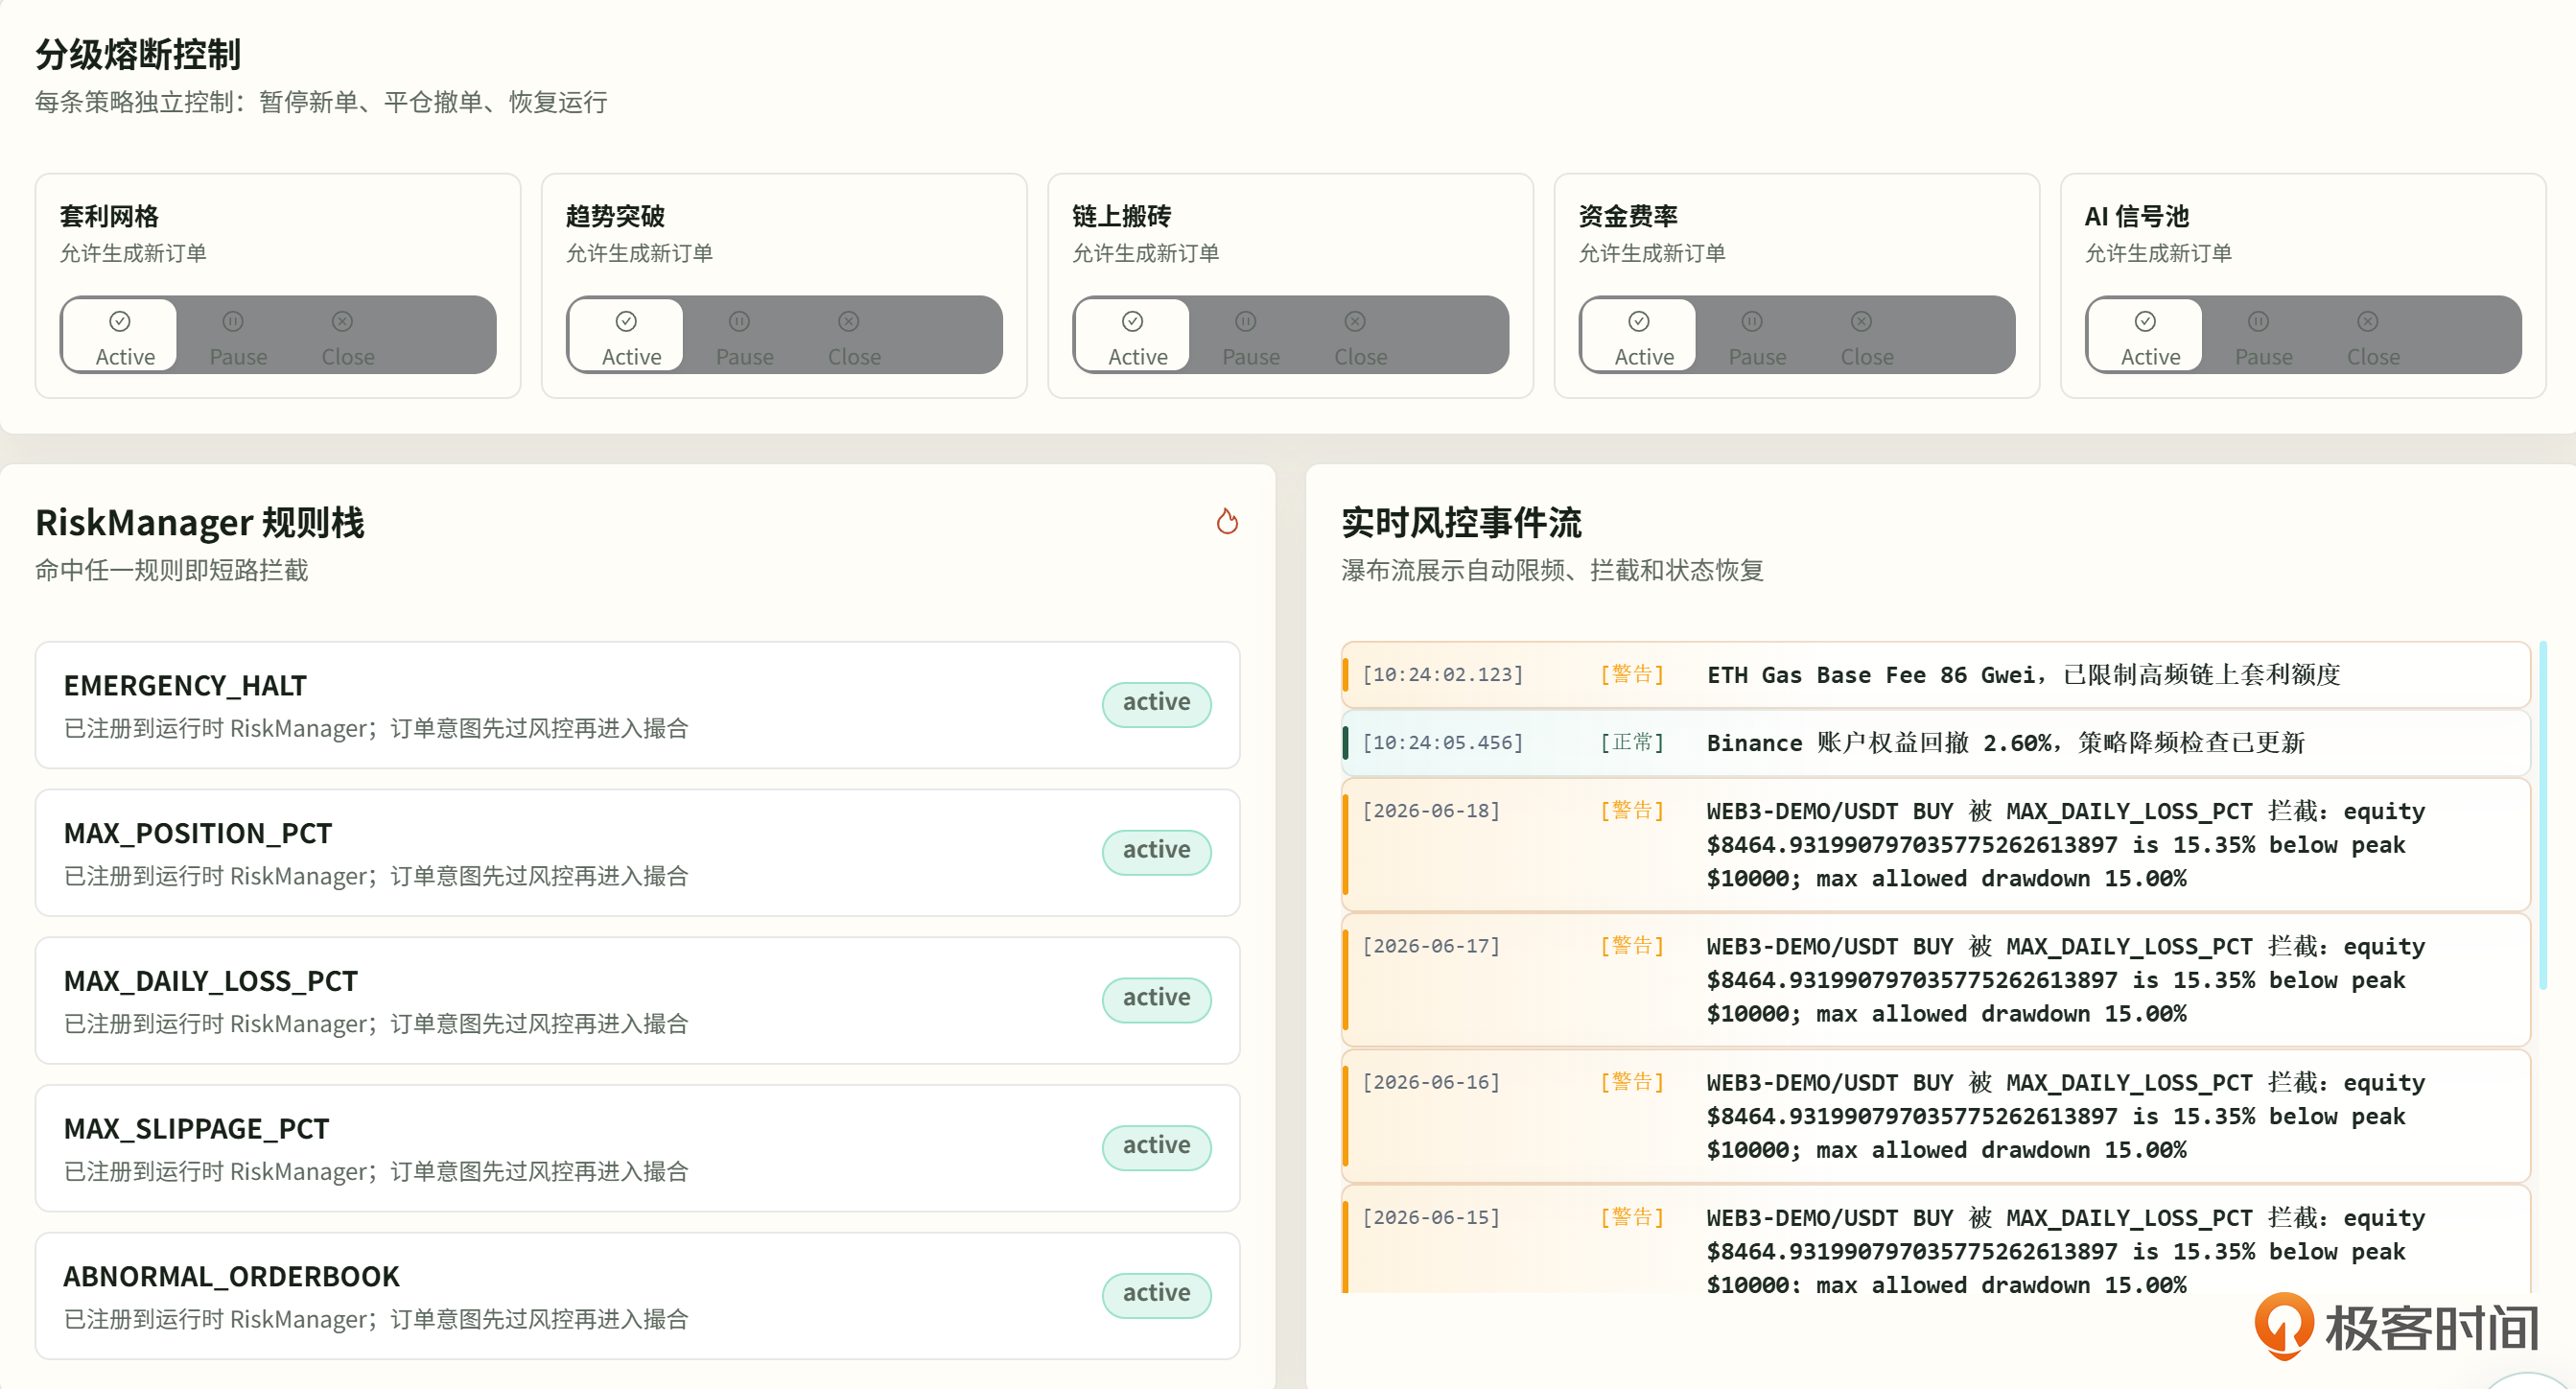 分级熔断控制
每条策略独立控制：暂停新单、平仓撤单、恢复运行
套利网格
允许生成新订单
Active Pause Close
趋势突破
允许生成新订单
Active Pause Close
链上搬砖
允许生成新订单
Active Pause Close
资金费率
允许生成新订单
Active Pause Close
AI 信号池
允许生成新订单
Active Pause Close
RiskManager 规则栈
命中任一规则即短路拦截
EMERGENCY_HALT
已注册到运行时 RiskManager；订单意图先过风控再进入撮合
active
MAX_POSITION_PCT
已注册到运行时 RiskManager；订单意图先过风控再进入撮合
active
MAX_DAILY_LOSS_PCT
已注册到运行时 RiskManager；订单意图先过风控再进入撮合
active
MAX_SLIPPAGE_PCT
已注册到运行时 RiskManager；订单意图先过风控再进入撮合
active
ABNORMAL_ORDERBOOK
已注册到运行时 RiskManager；订单意图先过风控再进入撮合
active
实时风控事件流
瀑布流展示自动限频、拦截和状态恢复
[10:24:02.123] [警告] ETH Gas Base Fee 86 Gwei，已限制高频链上套利额度
[10:24:05.456] [正常] Binance 账户权益回撤 2.60%，策略降频检查已更新
[2026-06-18] [警告] WEB3-DEMO/USDT BUY 被 MAX_DAILY_LOSS_PCT 拦截：equity
$8464.931990797035775262613897 is 15.35% below peak
$10000; max allowed drawdown 15.00%
[2026-06-17] [警告] WEB3-DEMO/USDT BUY 被 MAX_DAILY_LOSS_PCT 拦截：equity
$8464.931990797035775262613897 is 15.35% below peak
$10000; max allowed drawdown 15.00%
[2026-06-16] [警告] WEB3-DEMO/USDT BUY 被 MAX_DAILY_LOSS_PCT 拦截：equity
$8464.931990797035775262613897 is 15.35% below peak
$10000; max allowed drawdown 15.00%
[2026-06-15] [警告] WEB3-DEMO/USDT BUY 被 MAX_DAILY_LOSS_PCT 拦截：equity
$8464.931990797035775262613897 is 15.35% below peak
$10000; max allowed drawdown 15.00%
极客时间